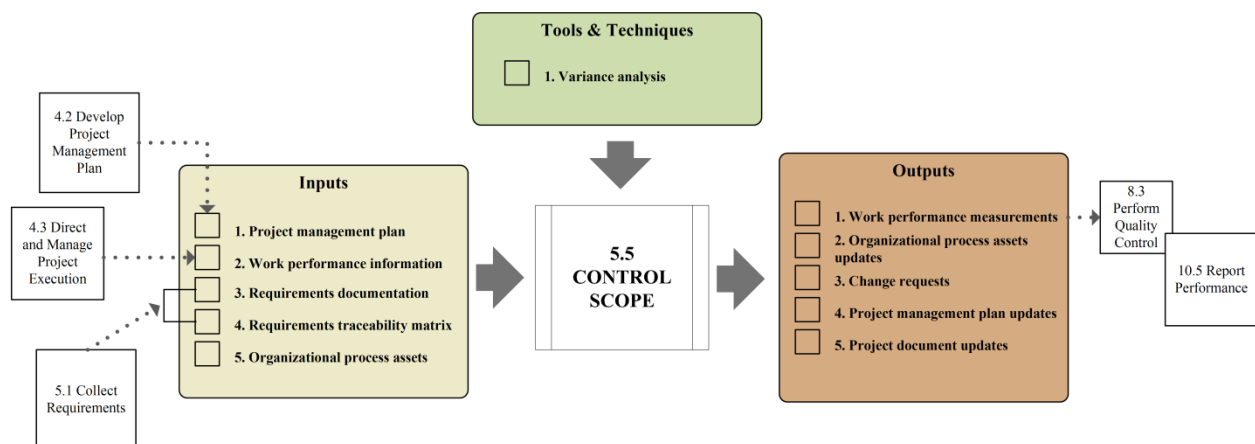 Tools & Techniques
1. Variance analysis
4.2 Develop
Project
Management
Plan
4.3 Direct
and Manage
Project
Execution
5.1 Collect
Requirements
Inputs
1. Project management plan
2. Work performance information
3. Requirements documentation
4. Requirements traceability matrix
5. Organizational process assets
5.5
CONTROL
SCOPE
Outputs
1. Work performance measurements
2. Organizational process assets
updates
3. Change requests
4. Project management plan updates
5. Project document updates
8.3
Perform
Quality
Control
10.5 Report
Performance